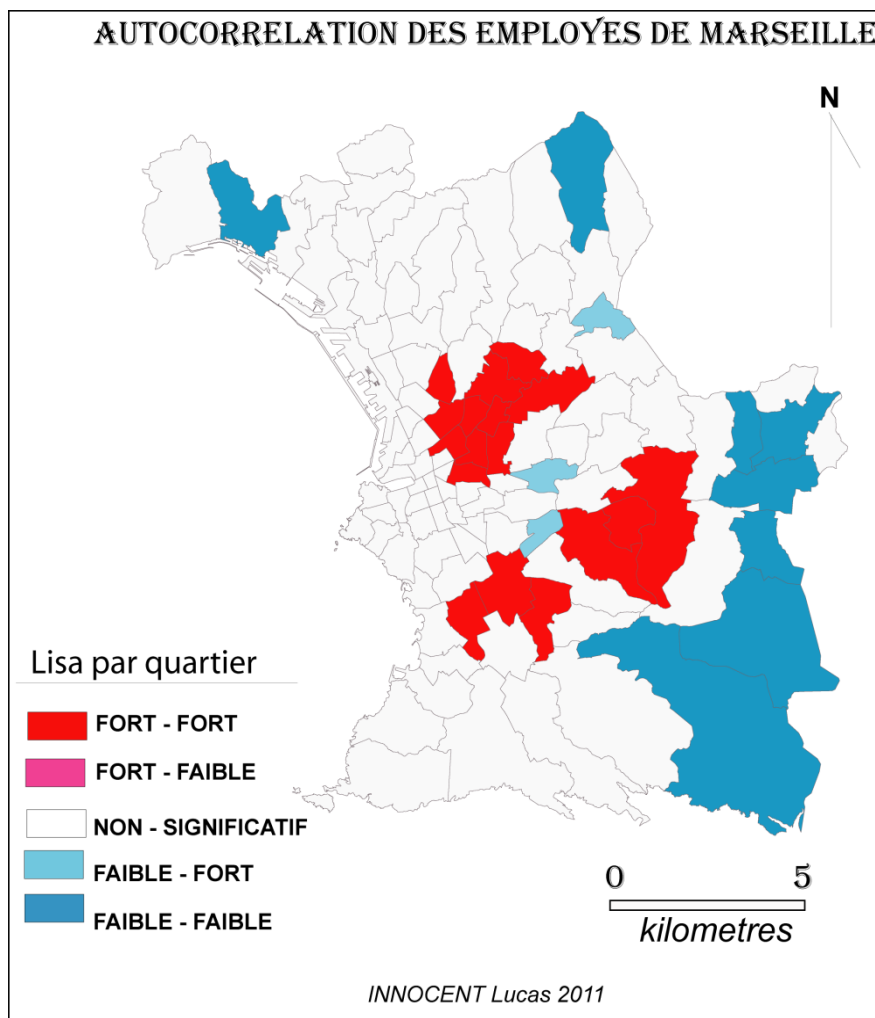 AUTOCORRELATION DES EMPLOYES DE MARSEILLE
N
Lisa par quartier
FORT - FORT
FORT - FAIBLE
NON - SIGNIFICATIF
FAIBLE - FORT
FAIBLE - FAIBLE
0 5
kilometres
INNOCENT Lucas 2011